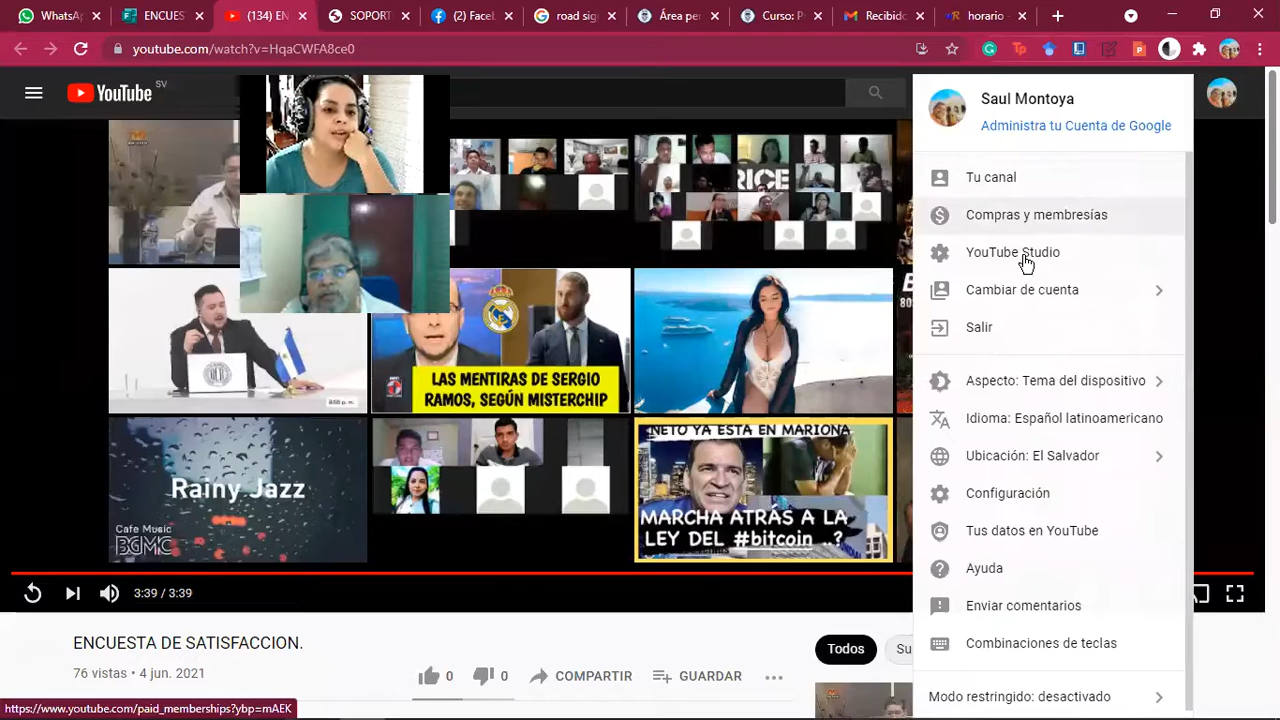 WhatsA
ENCUES
(134) EN
SOPORT
(2) Face
road sig
Área per
Curso: P
Recibido
horario -
youtube.com/watch?v=HqaCWFA8ce0
YouTube SV
Saul Montoya
Administra tu Cuenta de Google
Tu canal
Compras y membresías
YouTube Studio
Cambiar de cuenta
Salir
Aspecto: Tema del dispositivo
Idioma: Español latinoamericano
Ubicación: El Salvador
Configuración
Tus datos en YouTube
Ayuda
Enviar comentarios
Combinaciones de teclas
Modo restringido: desactivado
RICE
LAS MENTIRAS DE SERGIO
RAMOS, SEGÚN MISTERCHIP
Rainy Jazz
Cafe Music
BGMC
NETO YA ESTA EN MARIONA
MARCHA ATRÁS A LA
LEY DEL #bitcoin ..?
3:39 / 3:39
ENCUESTA DE SATISFACCION.
76 vistas • 4 jun. 2021
0
0
COMPARTIR
GUARDAR
Todos
Su
https://www.youtube.com/paid_memberships?ybp=mAEK